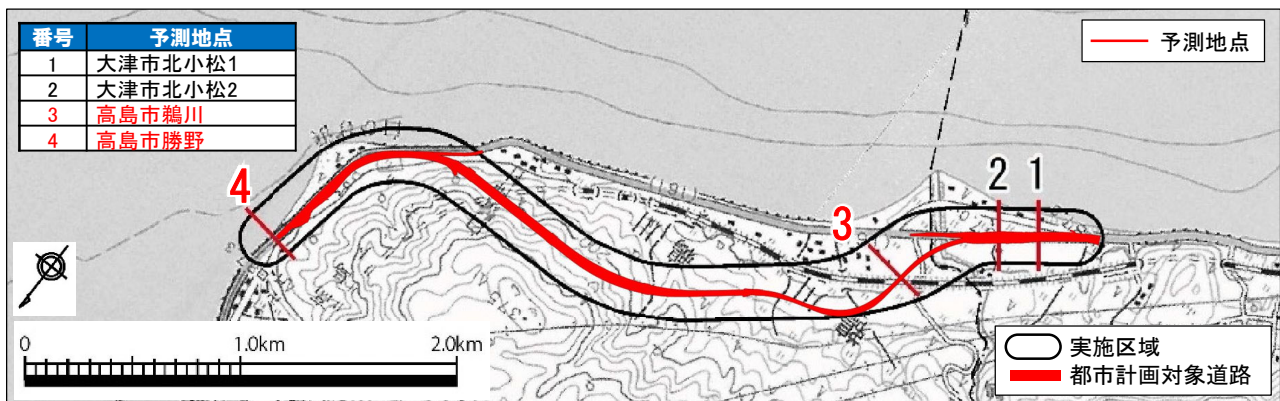 番号 予測地点
1 大津市北小松1
2 大津市北小松2
3 高島市鵜川
4 高島市勝野
予測地点
4
3
2
1
0 1.0km 2.0km
実施区域
都市計画対象道路